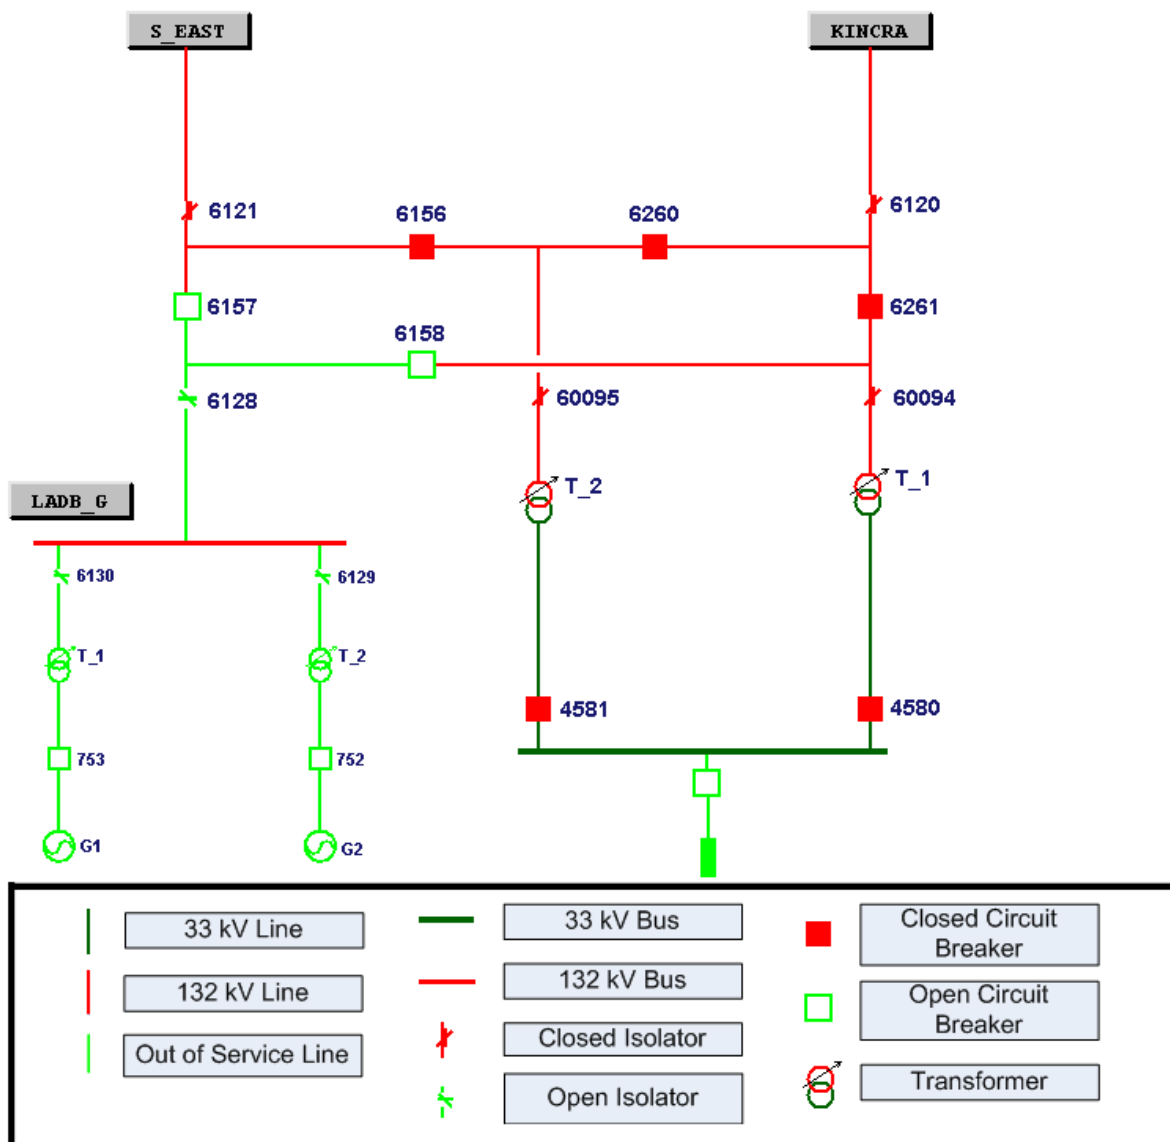 S_EAST
KINCRA
6121
6156
6260
6120
6157
6158
6261
6128
60095
60094
T_2
T_1
LADB_G
6130
6129
T_1
T_2
4581
4580
753
752
G1
G2
33 kV Line
33 kV Bus
Closed Circuit
Breaker
132 kV Line
132 kV Bus
Open Circuit
Breaker
Out of Service Line
Closed Isolator
Open Isolator
Transformer